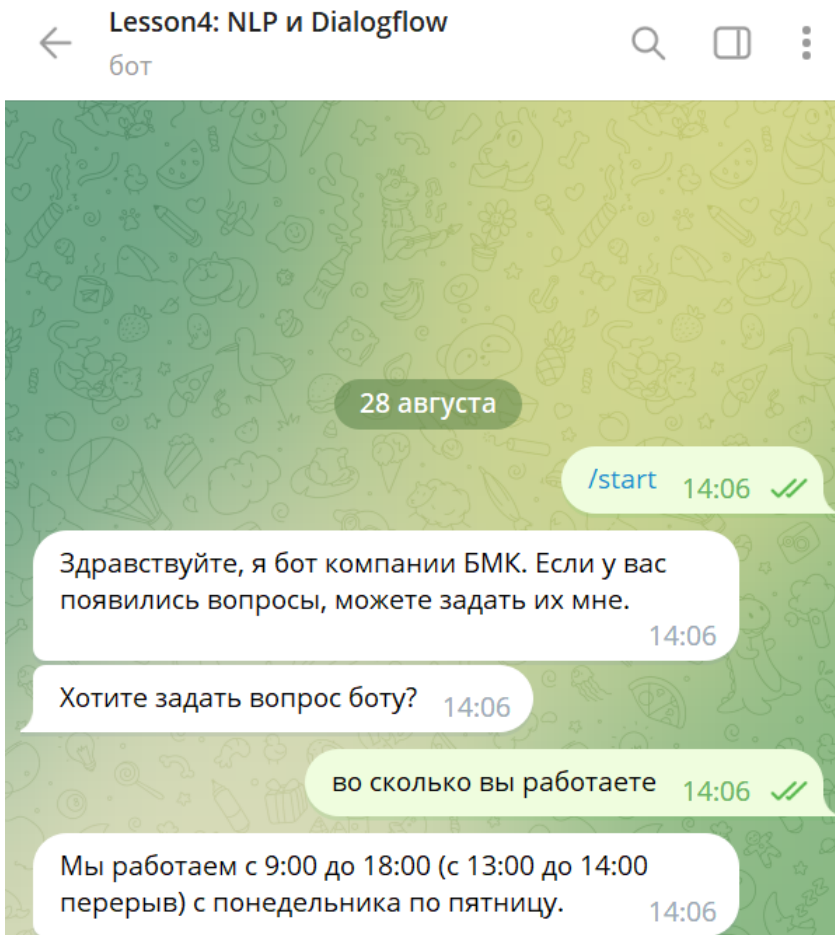 Lesson4: NLP и Dialogflow
бот
28 августа
/start 14:06
Здравствуйте, я бот компании БМК. Если у вас
появились вопросы, можете задать их мне.
14:06
Хотите задать вопрос боту? 14:06
во сколько вы работаете 14:06
Мы работаем с 9:00 до 18:00 (с 13:00 до 14:00
перерыв) с понедельника по пятницу.
14:06